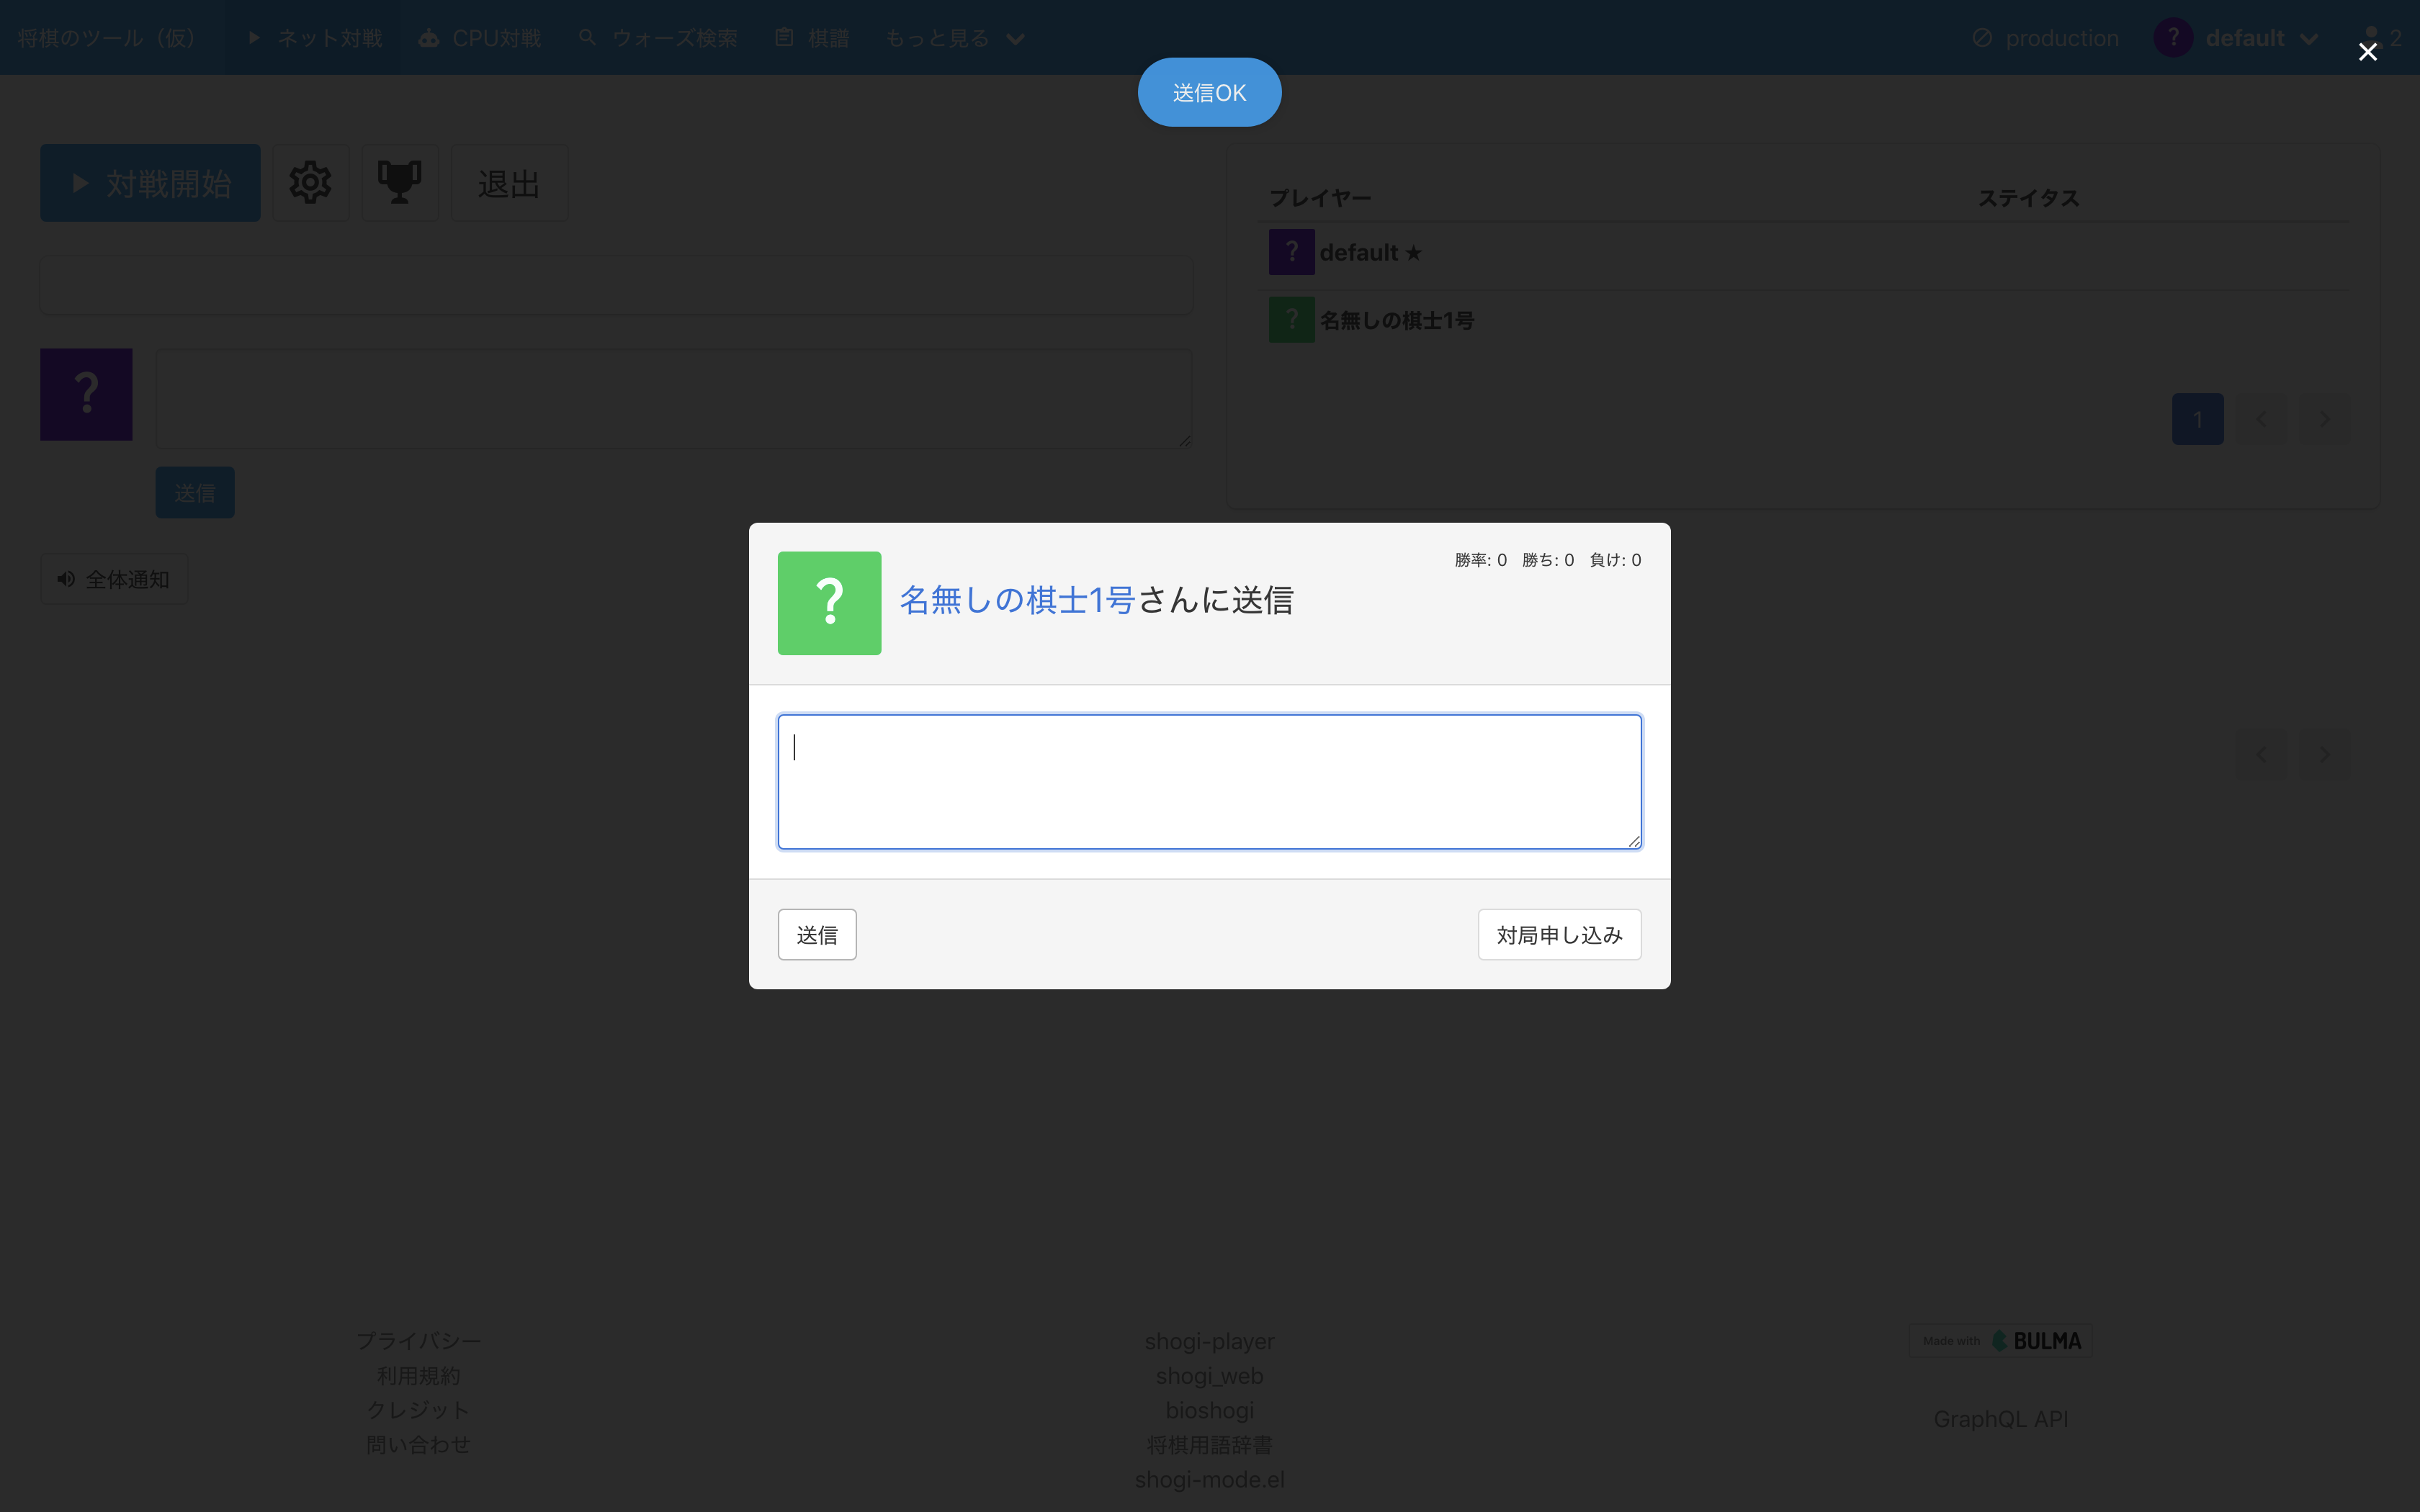 将棋のツール（仮） ネット対戦 CPU対戦 ウォーズ検索 棋譜 もっと見る production ? default 2
送信OK
対戦開始 退出
プレイヤー ステイタス
? default ★
? 名無しの棋士1号
?
1
送信
全体通知
勝率: 0 勝ち: 0 負け: 0
? 名無しの棋士1号さんに送信
送信 対局申し込み
プライバシー
利用規約
クレジット
問い合わせ
shogi-player
shogi_web
bioshogi
将棋用語辞書
shogi-mode.el
Made with BULMA
GraphQL API